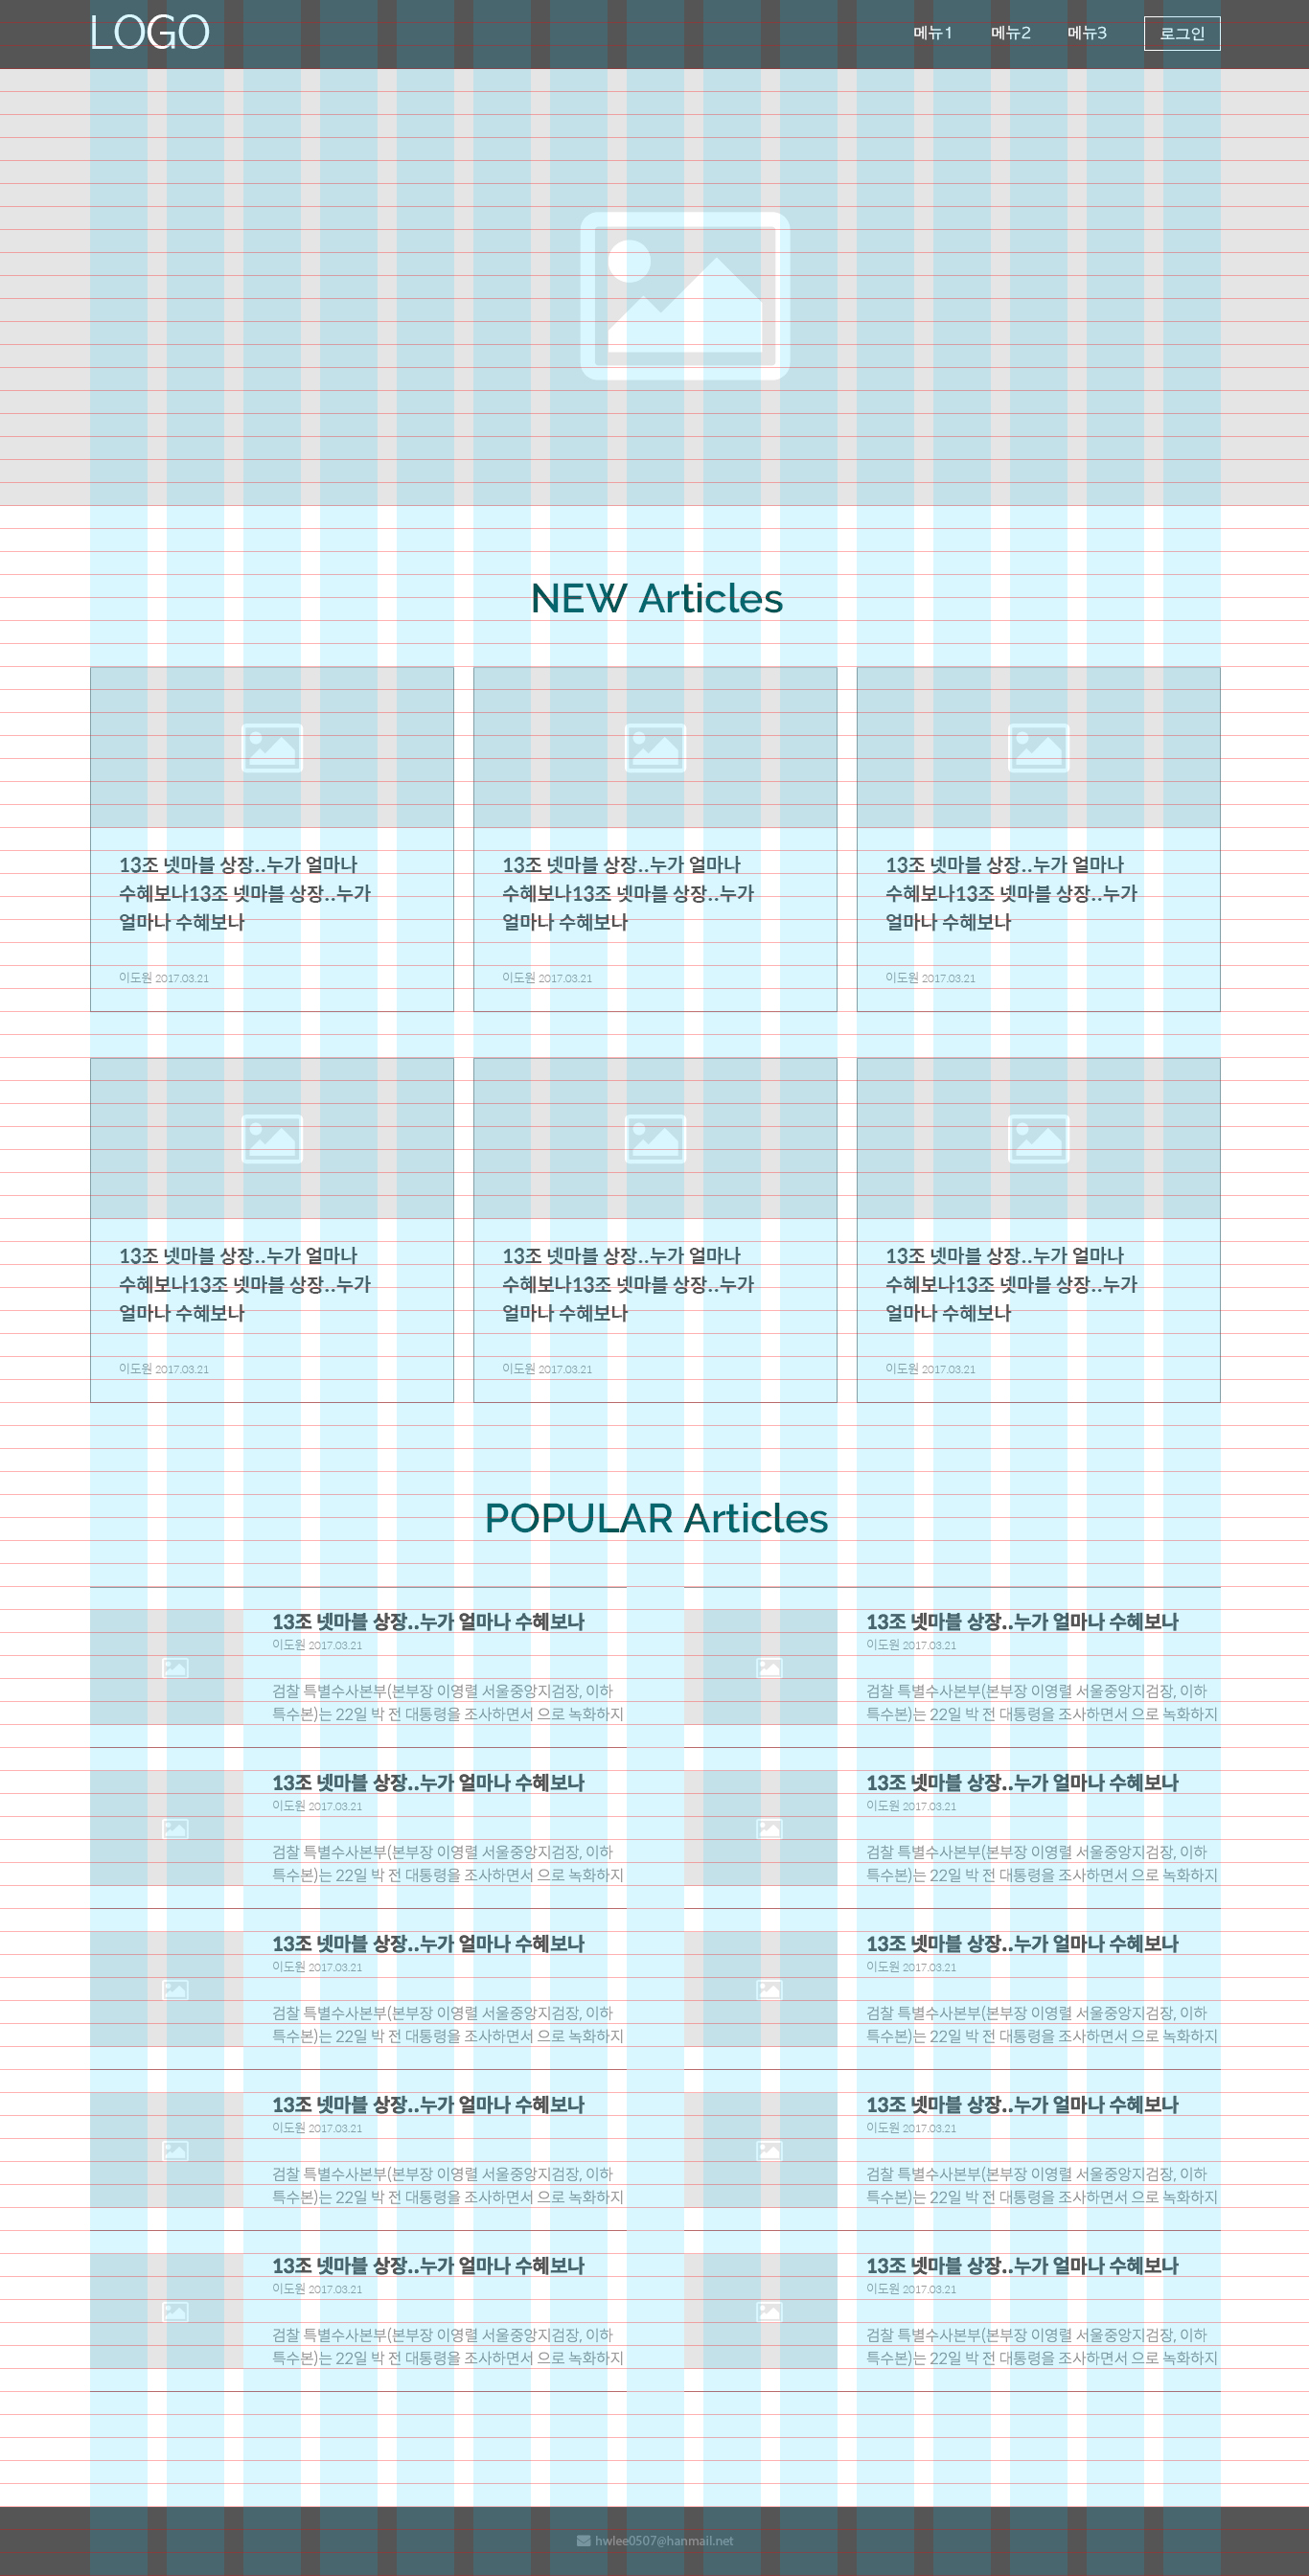 LOGO
메뉴1 메뉴2 메뉴3 로그인
NEW Articles
13조 넷마블 상장..누가 얼마나
수혜보나13조 넷마블 상장..누가
얼마나 수혜보나
이도원 2017.03.21
13조 넷마블 상장..누가 얼마나
수혜보나13조 넷마블 상장..누가
얼마나 수혜보나
이도원 2017.03.21
13조 넷마블 상장..누가 얼마나
수혜보나13조 넷마블 상장..누가
얼마나 수혜보나
이도원 2017.03.21
13조 넷마블 상장..누가 얼마나
수혜보나13조 넷마블 상장..누가
얼마나 수혜보나
이도원 2017.03.21
13조 넷마블 상장..누가 얼마나
수혜보나13조 넷마블 상장..누가
얼마나 수혜보나
이도원 2017.03.21
13조 넷마블 상장..누가 얼마나
수혜보나13조 넷마블 상장..누가
얼마나 수혜보나
이도원 2017.03.21
POPULAR Articles
13조 넷마블 상장..누가 얼마나 수혜보나
이도원 2017.03.21
검찰 특별수사본부(본부장 이영렬 서울중앙지검장, 이하
특수본)는 22일 박 전 대통령을 조사하면서 으로 녹화하지
13조 넷마블 상장..누가 얼마나 수혜보나
이도원 2017.03.21
검찰 특별수사본부(본부장 이영렬 서울중앙지검장, 이하
특수본)는 22일 박 전 대통령을 조사하면서 으로 녹화하지
13조 넷마블 상장..누가 얼마나 수혜보나
이도원 2017.03.21
검찰 특별수사본부(본부장 이영렬 서울중앙지검장, 이하
특수본)는 22일 박 전 대통령을 조사하면서 으로 녹화하지
13조 넷마블 상장..누가 얼마나 수혜보나
이도원 2017.03.21
검찰 특별수사본부(본부장 이영렬 서울중앙지검장, 이하
특수본)는 22일 박 전 대통령을 조사하면서 으로 녹화하지
13조 넷마블 상장..누가 얼마나 수혜보나
이도원 2017.03.21
검찰 특별수사본부(본부장 이영렬 서울중앙지검장, 이하
특수본)는 22일 박 전 대통령을 조사하면서 으로 녹화하지
13조 넷마블 상장..누가 얼마나 수혜보나
이도원 2017.03.21
검찰 특별수사본부(본부장 이영렬 서울중앙지검장, 이하
특수본)는 22일 박 전 대통령을 조사하면서 으로 녹화하지
13조 넷마블 상장..누가 얼마나 수혜보나
이도원 2017.03.21
검찰 특별수사본부(본부장 이영렬 서울중앙지검장, 이하
특수본)는 22일 박 전 대통령을 조사하면서 으로 녹화하지
13조 넷마블 상장..누가 얼마나 수혜보나
이도원 2017.03.21
검찰 특별수사본부(본부장 이영렬 서울중앙지검장, 이하
특수본)는 22일 박 전 대통령을 조사하면서 으로 녹화하지
13조 넷마블 상장..누가 얼마나 수혜보나
이도원 2017.03.21
검찰 특별수사본부(본부장 이영렬 서울중앙지검장, 이하
특수본)는 22일 박 전 대통령을 조사하면서 으로 녹화하지
13조 넷마블 상장..누가 얼마나 수혜보나
이도원 2017.03.21
검찰 특별수사본부(본부장 이영렬 서울중앙지검장, 이하
특수본)는 22일 박 전 대통령을 조사하면서 으로 녹화하지
hwlee0507@hanmail.net